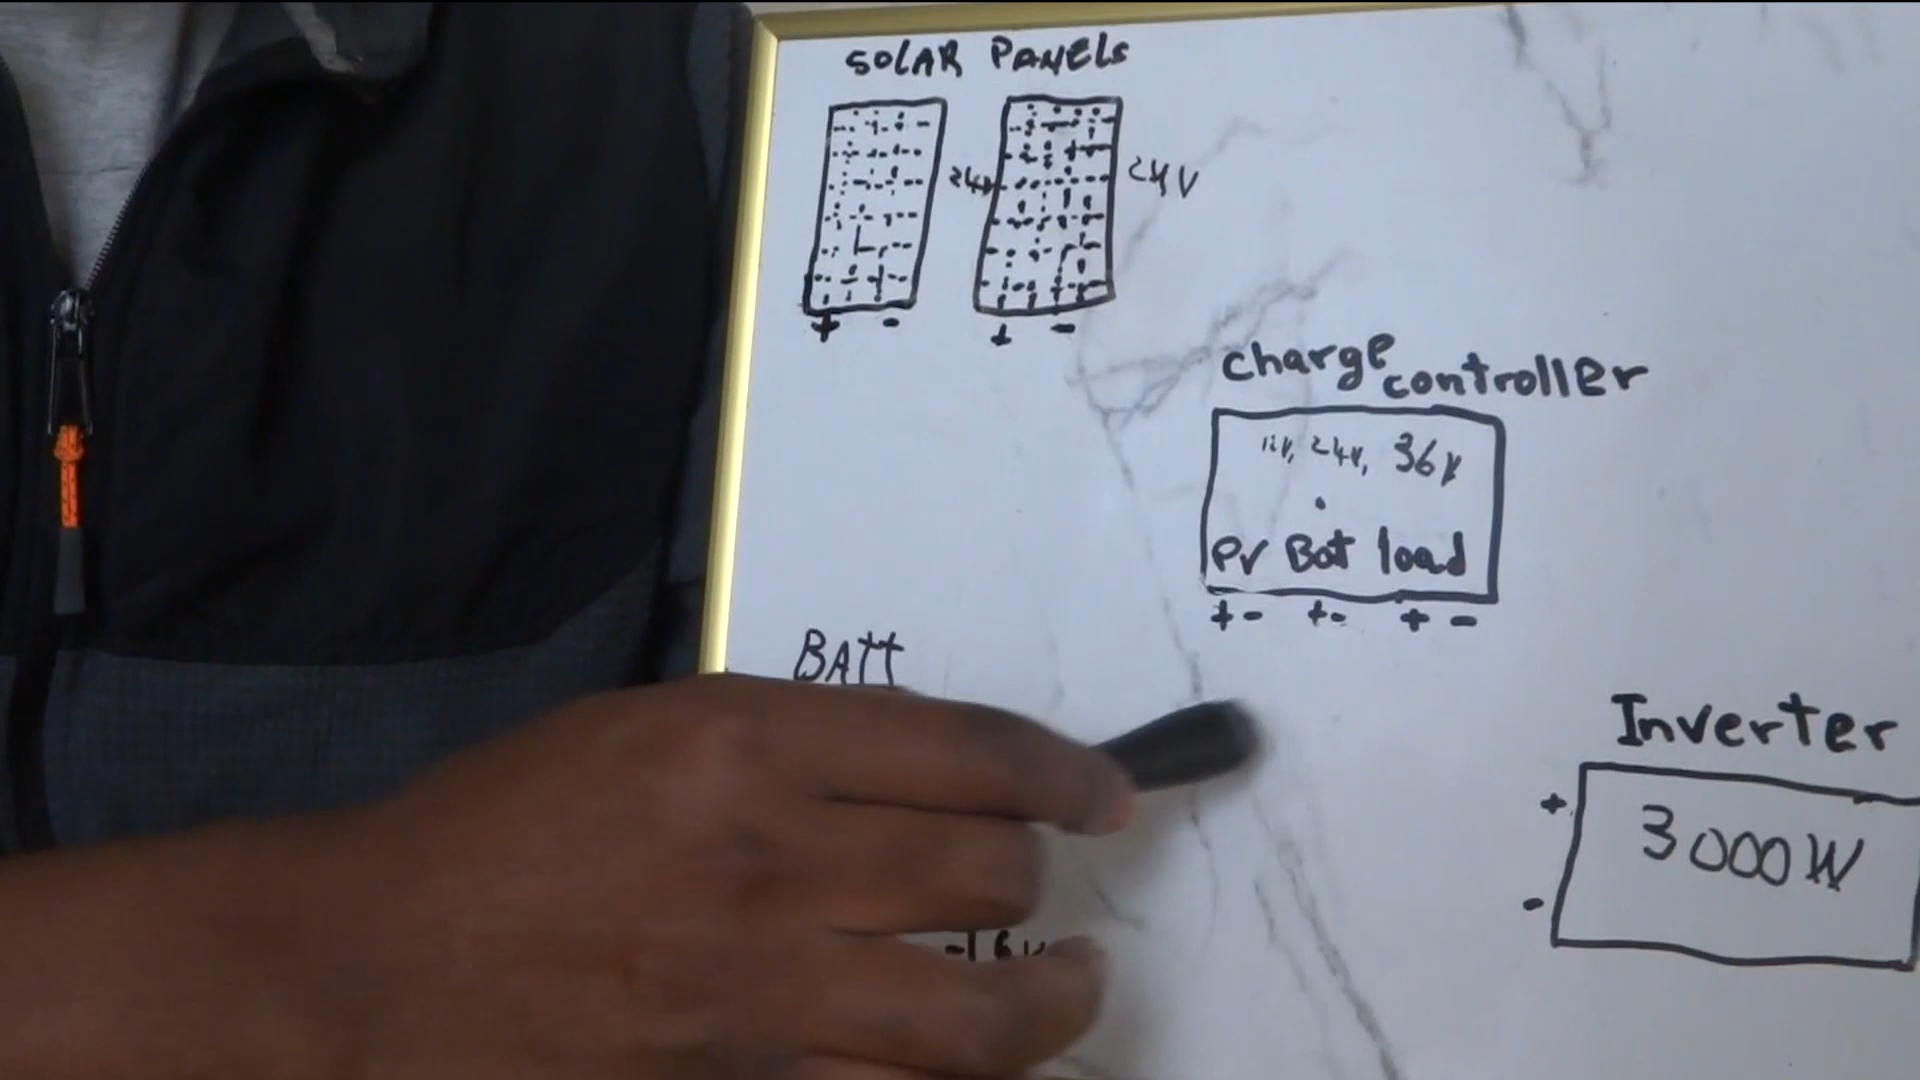 SOLAR PANELS
24V 24V
+ - + -
charge controller
12V, 24V, 36V
PV Bat load
+ - + - + -
BATT
Inverter
+
3000W
-